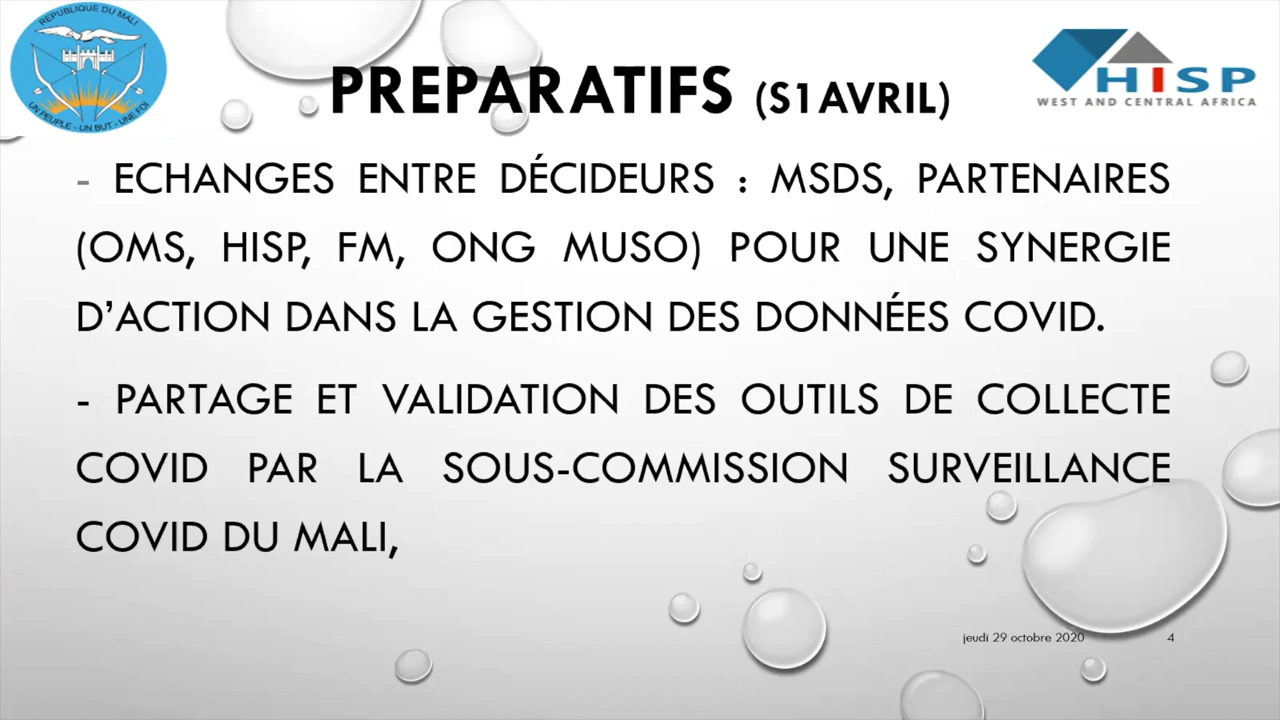 REPUBLIQUE DU MALI
UN PEUPLE - UN BUT - UNE FOI
HISP
WEST AND CENTRAL AFRICA
PREPARATIFS (S1AVRIL)
- ECHANGES ENTRE DÉCIDEURS : MSDS, PARTENAIRES
(OMS, HISP, FM, ONG MUSO) POUR UNE SYNERGIE
D’ACTION DANS LA GESTION DES DONNÉES COVID.
- PARTAGE ET VALIDATION DES OUTILS DE COLLECTE
COVID PAR LA SOUS-COMMISSION SURVEILLANCE
COVID DU MALI,
jeudi 29 octobre 2020 4